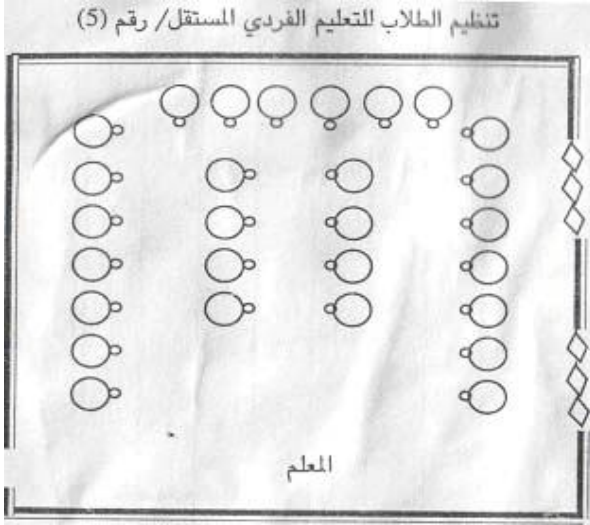 تنظيم الطلاب للتعليم الفردي المستقل/ رقم (5)
المعلم